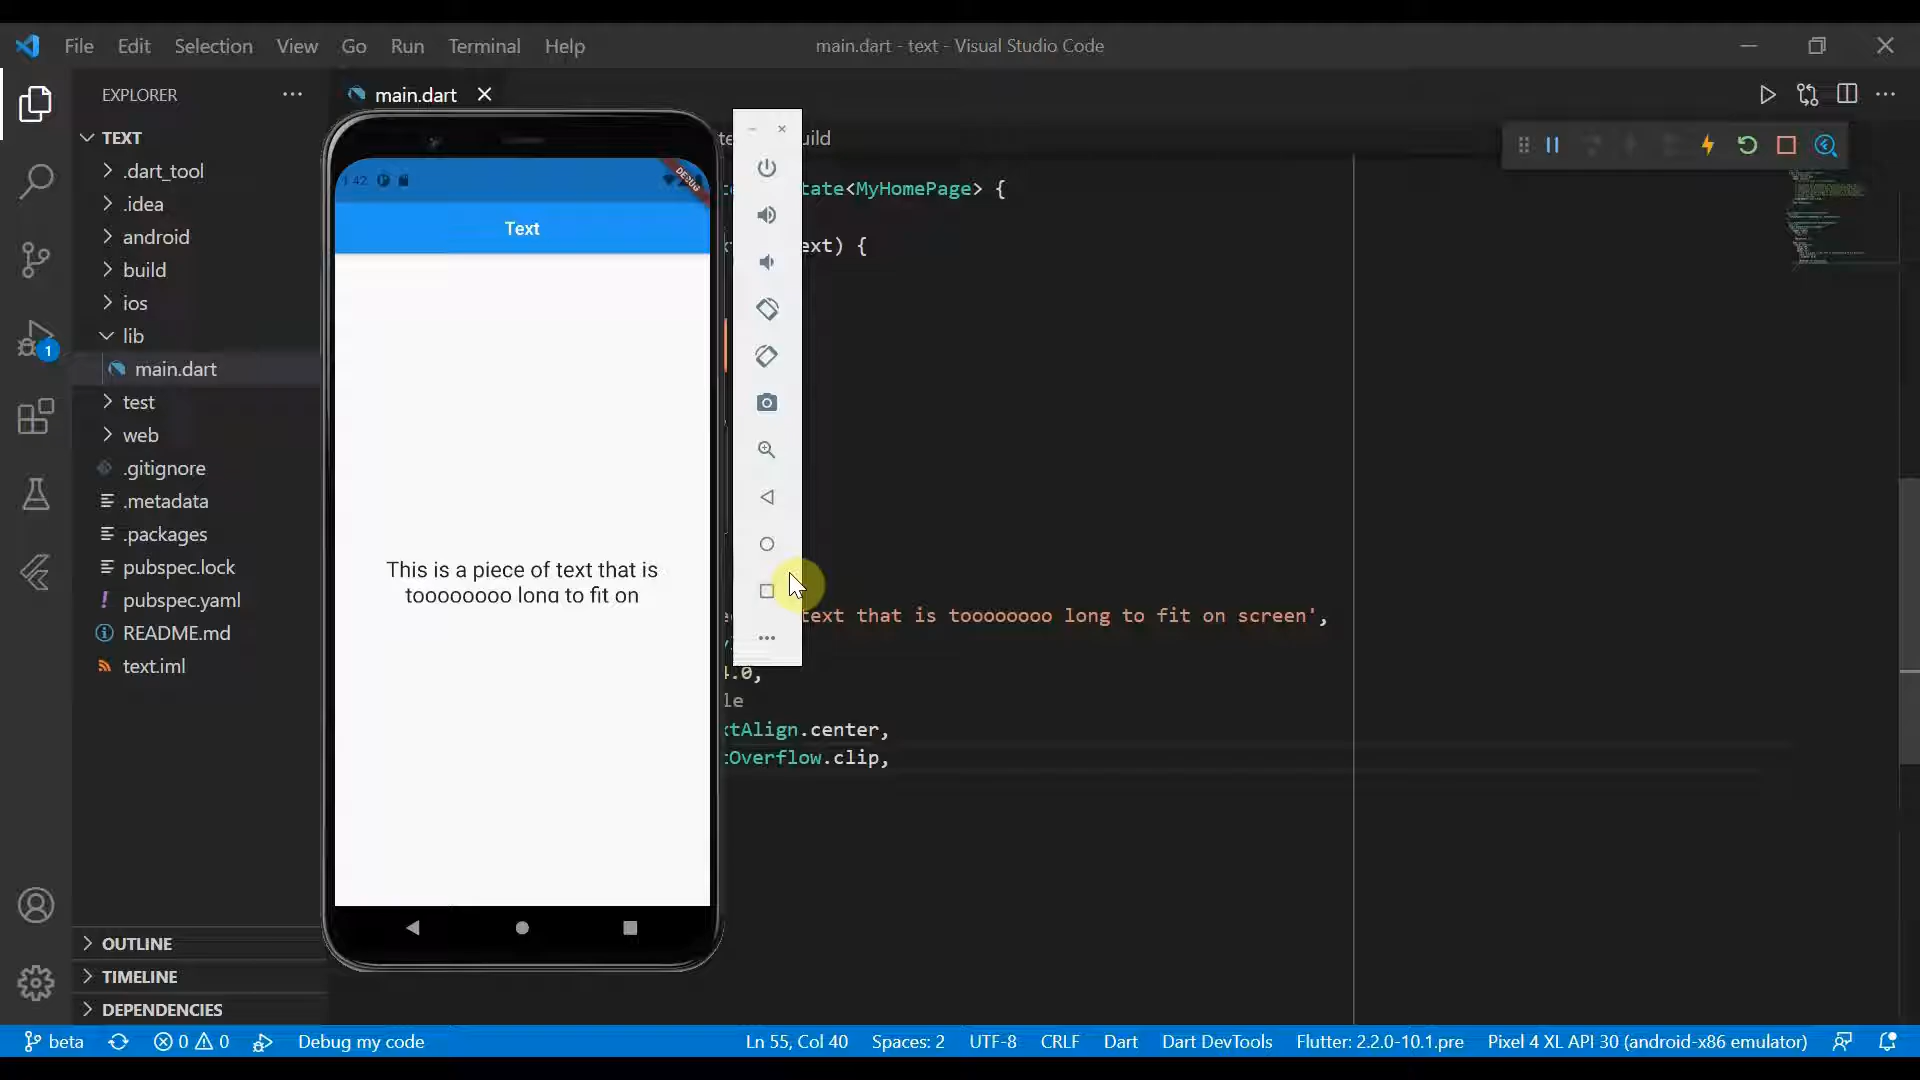 File Edit Selection View Go Run Terminal Help
main.dart - text - Visual Studio Code
EXPLORER
main.dart
TEXT
.dart_tool
.idea
android
build
ios
lib
main.dart
test
web
.gitignore
.metadata
.packages
pubspec.lock
pubspec.yaml
README.md
text.iml
OUTLINE
TIMELINE
DEPENDENCIES
1
DEBUG
Text
This is a piece of text that is
toooooooo long to fit on
uild
tate<MyHomePage> {
ext) {
text that is toooooooo long to fit on screen',
.0,
le
tAlign.center,
Overflow.clip,
beta
0 0
Debug my code
Ln 55, Col 40
Spaces: 2
UTF-8
CRLF
Dart
Dart DevTools
Flutter: 2.2.0-10.1.pre
Pixel 4 XL API 30 (android-x86 emulator)